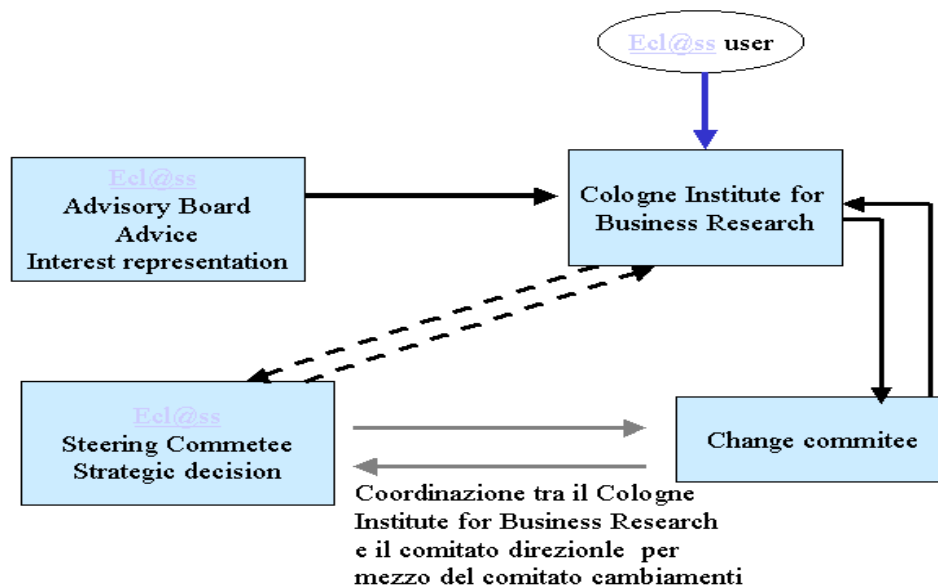 Ecl@ss user
Ecl@ss
Advisory Board
Advice
Interest representation
Cologne Institute for
Business Research
Ecl@ss
Steering Commetee
Strategic decision
Change commitee
Coordinazione tra il Cologne
Institute for Business Research
e il comitato direzionle per
mezzo del comitato cambiamenti